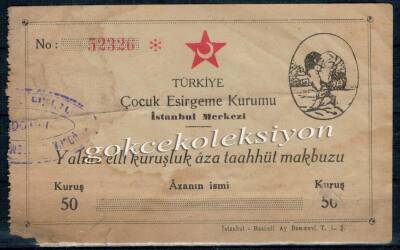 No : 52326 *
TÜRKİYE
Çocuk Esirgeme Kurumu
İstanbul Merkezi
gokcekoleksiyon
Yalnız elli kuruşluk âza taahhüt makbuzu
Kuruş Âzanın ismi Kuruş
50 50
İstanbul -